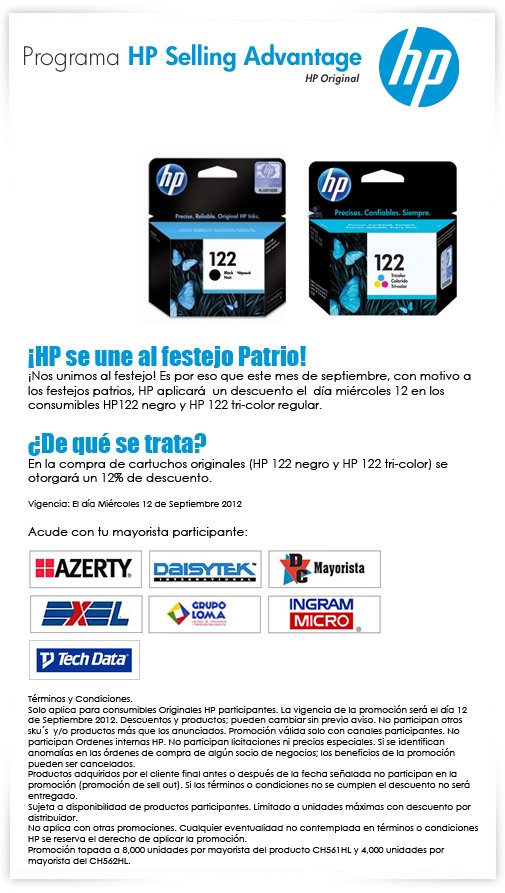 Programa HP Selling Advantage
HP Original
hp
hp
Precise. Reliable. Original HP inks.
122
Black Чёрный
Noir
hp
Precisos. Confiables. Siempre.
122
Tricolor
Colorido
Tri-color
¡HP se une al festejo Patrio!
¡Nos unimos al festejo! Es por eso que este mes de septiembre, con motivo a
los festejos patrios, HP aplicará un descuento el día miércoles 12 en los
consumibles HP122 negro y HP 122 tri-color regular.
¿De qué se trata?
En la compra de cartuchos originales (HP 122 negro y HP 122 tri-color) se
otorgará un 12% de descuento.
Vigencia: El día Miércoles 12 de Septiembre 2012
Acude con tu mayorista participante:
AZERTY®
DAISYTEK™
INTERNATIONAL
DC Mayorista
EXEL
GRUPO
LOMA
INGRAM
MICRO®
Tech Data®
Términos y Condiciones.
Solo aplica para consumibles Originales HP participantes. La vigencia de la promoción será el día 12
de Septiembre 2012. Descuentos y productos; pueden cambiar sin previo aviso. No participan otros
sku´s y/o productos más que los anunciados. Promoción válida solo con canales participantes. No
participan Ordenes internas HP. No participan licitaciones ni precios especiales. Si se identifican
anomalías en las órdenes de compra de algún socio de negocios; los beneficios de la promoción
pueden ser cancelados.
Productos adquiridos por el cliente final antes o después de la fecha señalada no participan en la
promoción (promoción de sell out). Si los términos o condiciones no se cumplen el descuento no será
entregado.
Sujeta a disponibilidad de productos participantes. Limitado a unidades máximas con descuento por
distribuidor.
No aplica con otras promociones. Cualquier eventualidad no contemplada en términos o condiciones
HP se reserva el derecho de aplicar la promoción.
Promoción topada a 8,000 unidades por mayorista del producto CH561HL y 4,000 unidades por
mayorista del CH562HL.